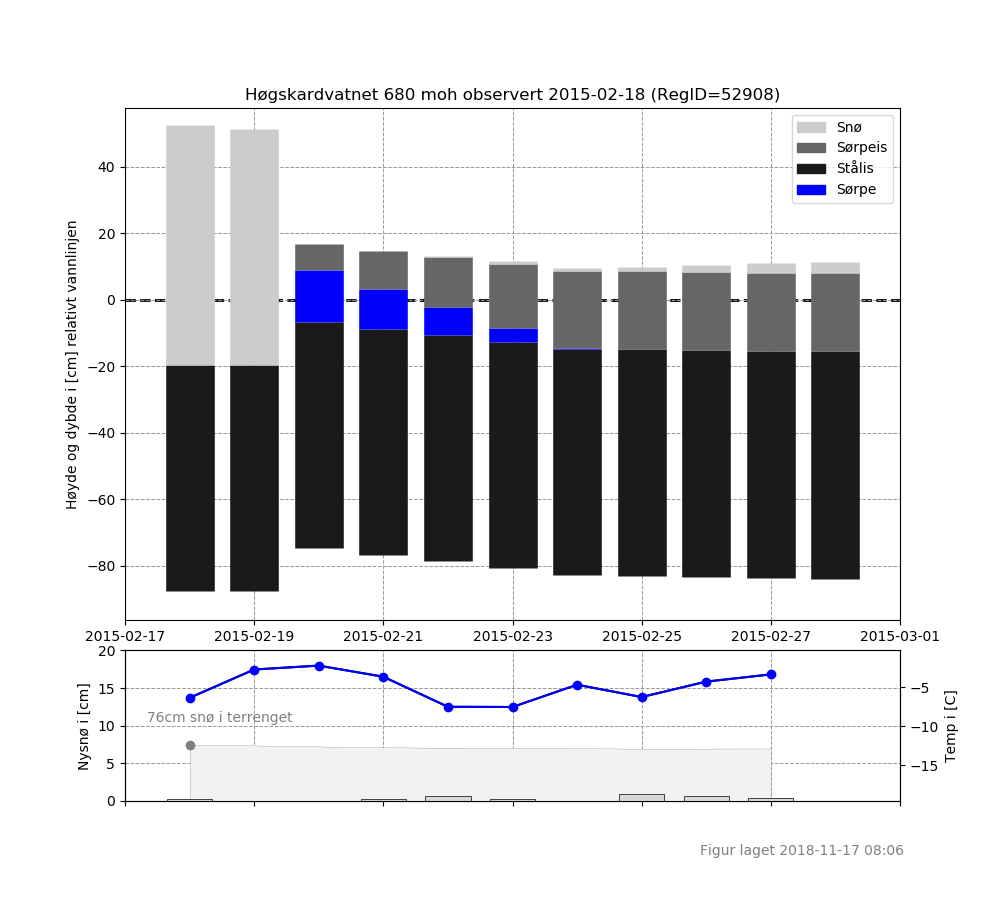 Høgskardvatnet 680 moh observert 2015-02-18 (RegID=52908)
Snø
Sørpeis
Stålis
Sørpe
Høyde og dybde i [cm] relativt vannlinjen
40
20
0
−20
−40
−60
−80
2015-02-17 2015-02-19 2015-02-21 2015-02-23 2015-02-25 2015-02-27 2015-03-01
Nysnø i [cm]
20
15
10
5
0
76cm snø i terrenget
−5
−10
−15
Temp i [C]
Figur laget 2018-11-17 08:06